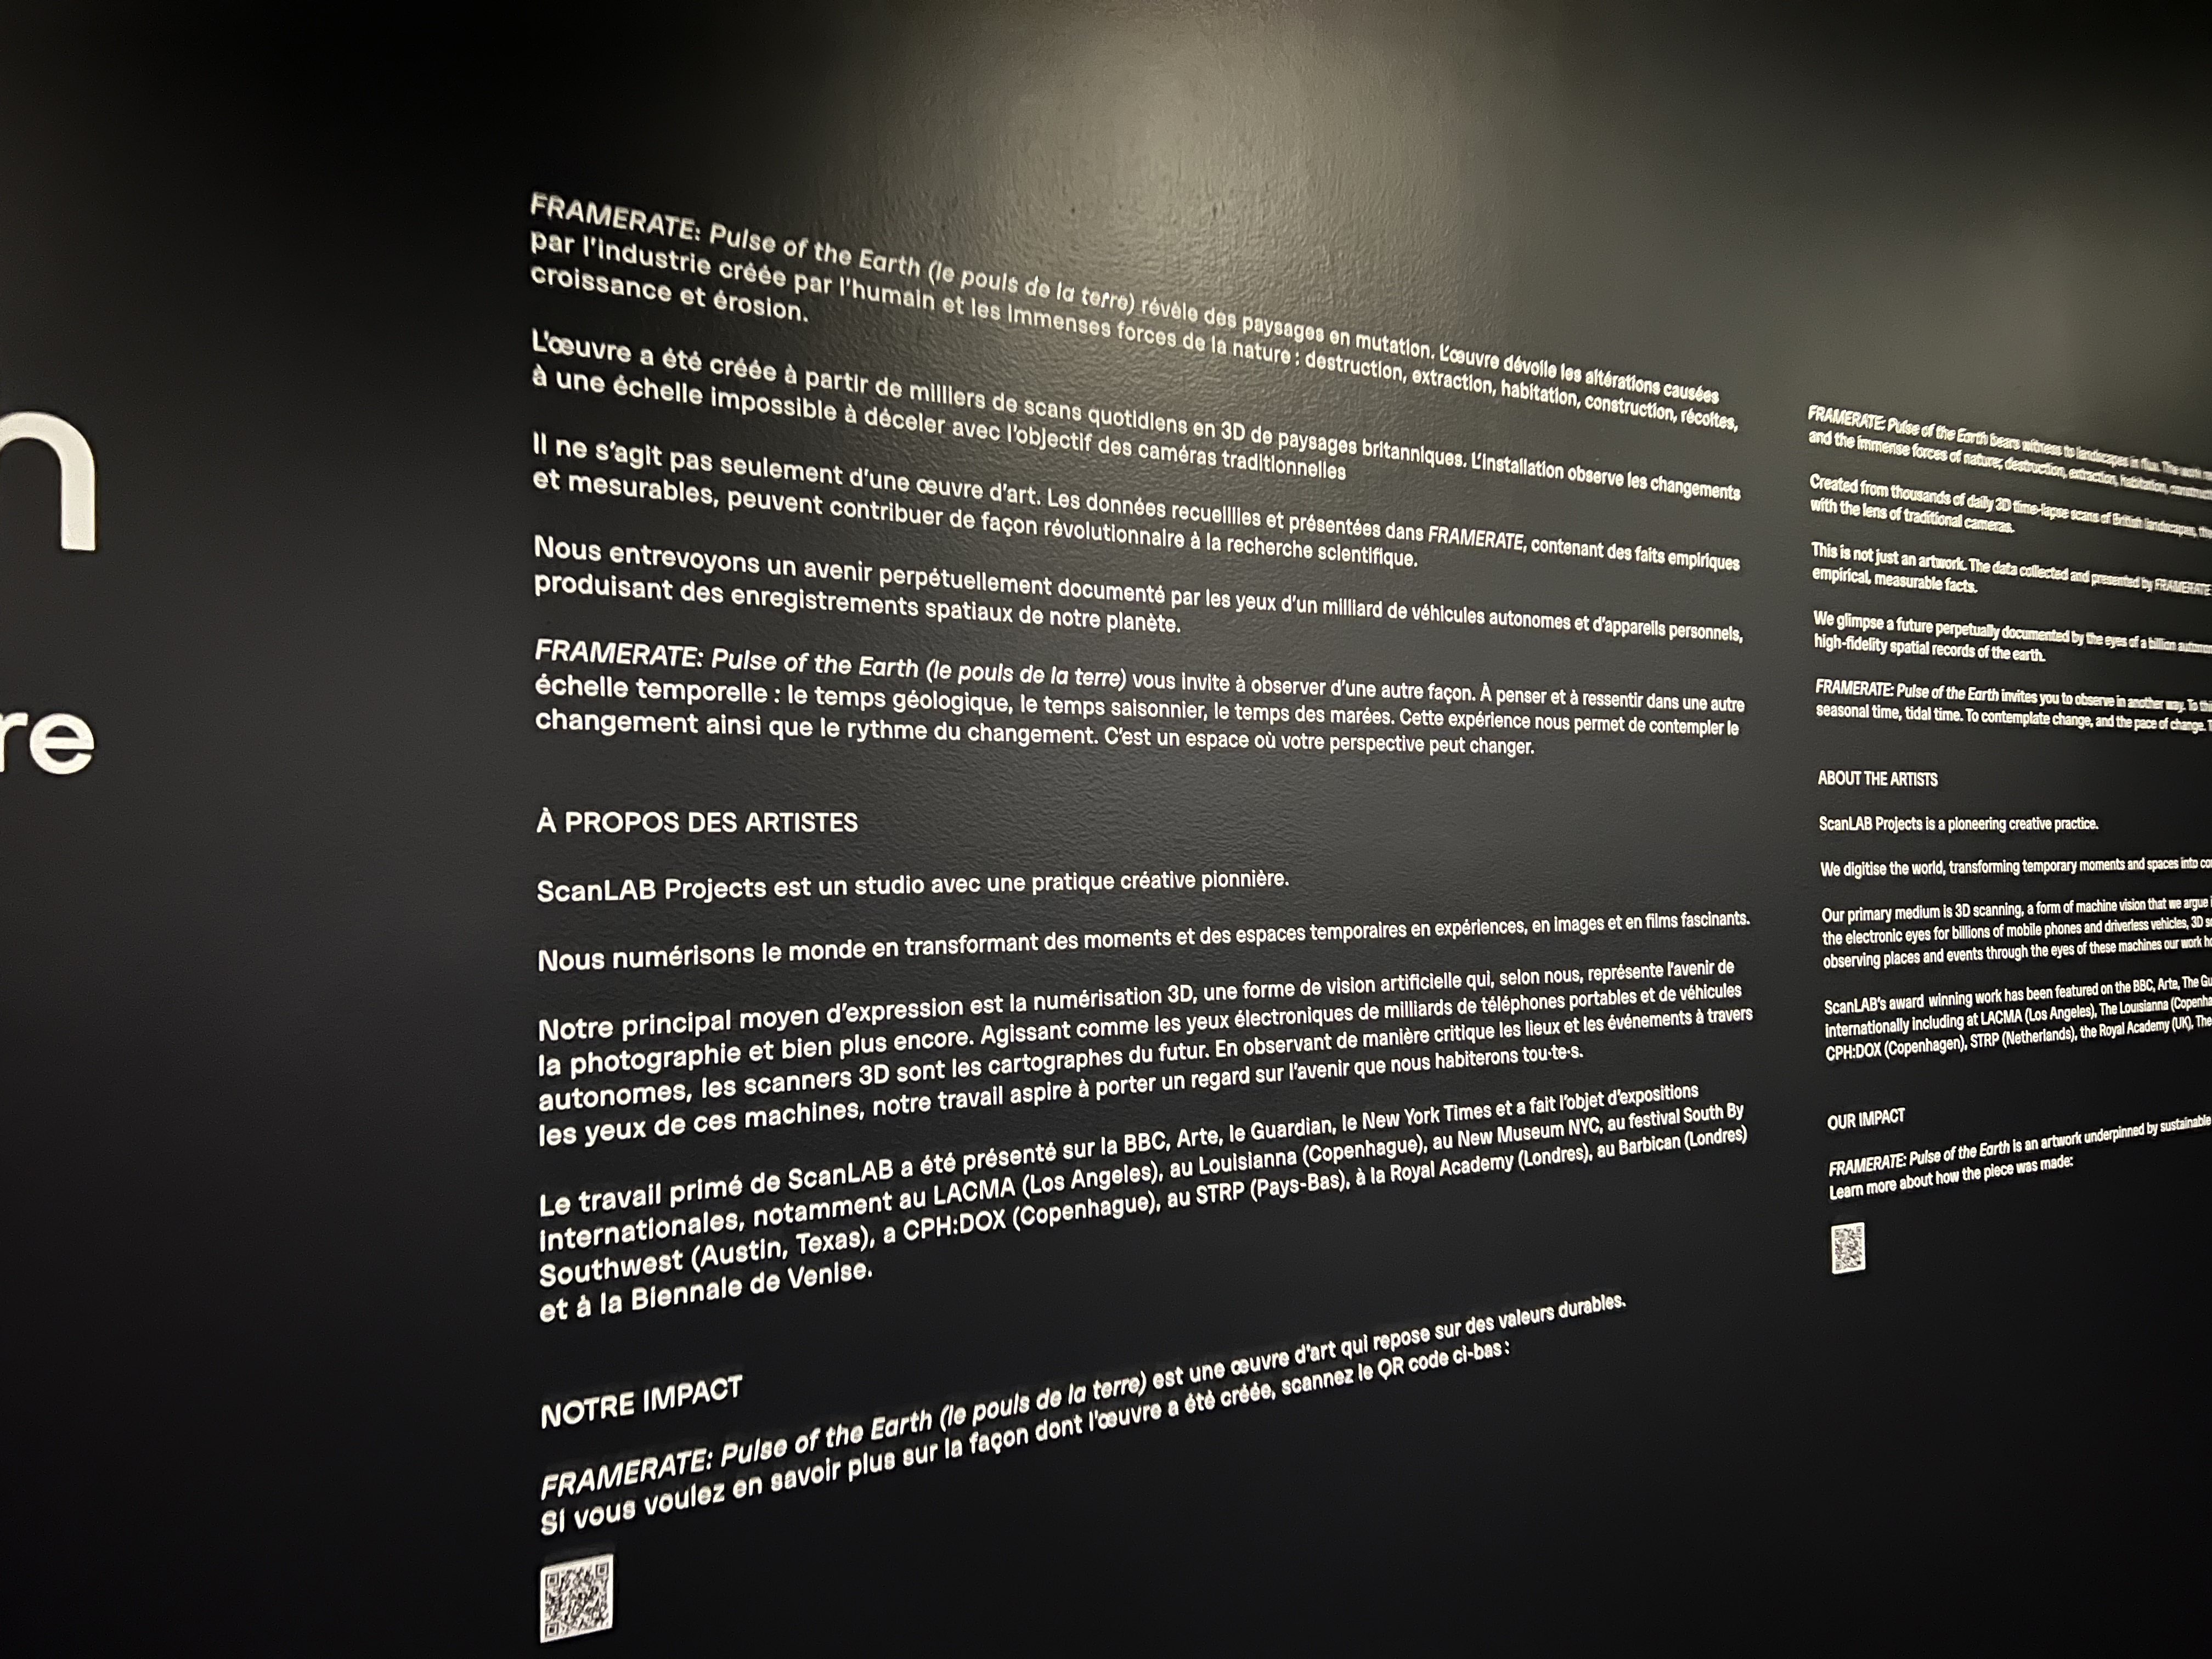 n
re
FRAMERATE: Pulse of the Earth (le pouls de la terre) révèle des paysages en mutation. L'œuvre dévoile les altérations causées
par l'industrie créée par l'humain et les immenses forces de la nature : destruction, extraction, habitation, construction, récoltes,
croissance et érosion.
L'œuvre a été créée à partir de milliers de scans quotidiens en 3D de paysages britanniques. L'installation observe les changements
à une échelle impossible à déceler avec l'objectif des caméras traditionnelles
Il ne s'agit pas seulement d'une œuvre d'art. Les données recueillies et présentées dans FRAMERATE, contenant des faits empiriques
et mesurables, peuvent contribuer de façon révolutionnaire à la recherche scientifique.
Nous entrevoyons un avenir perpétuellement documenté par les yeux d'un milliard de véhicules autonomes et d'appareils personnels,
produisant des enregistrements spatiaux de notre planète.
FRAMERATE: Pulse of the Earth (le pouls de la terre) vous invite à observer d'une autre façon. À penser et à ressentir dans une autre
échelle temporelle : le temps géologique, le temps saisonnier, le temps des marées. Cette expérience nous permet de contempler le
changement ainsi que le rythme du changement. C'est un espace où votre perspective peut changer.
À PROPOS DES ARTISTES
ScanLAB Projects est un studio avec une pratique créative pionnière.
Nous numérisons le monde en transformant des moments et des espaces temporaires en expériences, en images et en films fascinants.
Notre principal moyen d'expression est la numérisation 3D, une forme de vision artificielle qui, selon nous, représente l'avenir de
la photographie et bien plus encore. Agissant comme les yeux électroniques de milliards de téléphones portables et de véhicules
autonomes, les scanners 3D sont les cartographes du futur. En observant de manière critique les lieux et les événements à travers
les yeux de ces machines, notre travail aspire à porter un regard sur l'avenir que nous habiterons tou·te·s.
Le travail primé de ScanLAB a été présenté sur la BBC, Arte, le Guardian, le New York Times et a fait l'objet d'expositions
internationales, notamment au LACMA (Los Angeles), au Louisianna (Copenhague), au New Museum NYC, au festival South By
Southwest (Austin, Texas), a CPH:DOX (Copenhague), au STRP (Pays-Bas), à la Royal Academy (Londres), au Barbican (Londres)
et à la Biennale de Venise.
NOTRE IMPACT
FRAMERATE: Pulse of the Earth (le pouls de la terre) est une œuvre d'art qui repose sur des valeurs durables.
Si vous voulez en savoir plus sur la façon dont l'œuvre a été créée, scannez le QR code ci-bas :
FRAMERATE: Pulse of the Earth bears witness to landscapes in flux. The work
and the immense forces of nature; destruction, extraction, habitation,
Created from thousands of daily 3D time-lapse scans of British landscapes,
with the lens of traditional cameras.
This is not just an artwork. The data collected and presented by FRAMERATE
empirical, measurable facts.
We glimpse a future perpetually documented by the eyes of a billion
high-fidelity spatial records of the earth.
FRAMERATE: Pulse of the Earth invites you to observe in another way. To
seasonal time, tidal time. To contemplate change, and the pace of change.
ABOUT THE ARTISTS
ScanLAB Projects is a pioneering creative practice.
We digitise the world, transforming temporary moments and spaces into
Our primary medium is 3D scanning, a form of machine vision that we argue
the electronic eyes for billions of mobile phones and driverless vehicles, 3D
observing places and events through the eyes of these machines our work
ScanLAB's award winning work has been featured on the BBC, Arte, The
internationally including at LACMA (Los Angeles), The Lousianna
CPH:DOX (Copenhagen), STRP (Netherlands), the Royal Academy (UK), The
OUR IMPACT
FRAMERATE: Pulse of the Earth is an artwork underpinned by sustainable
Learn more about how the piece was made: